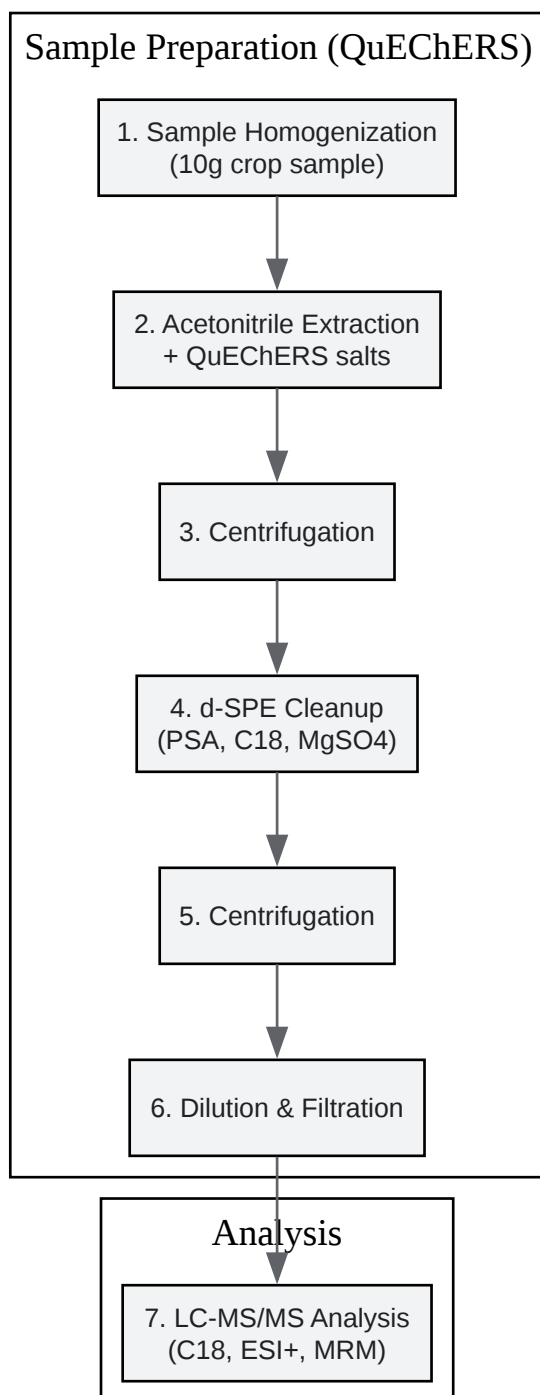 Sample Preparation (QuEChERS)
1. Sample Homogenization
(10g crop sample)
2. Acetonitrile Extraction
+ QuEChERS salts
3. Centrifugation
4. d-SPE Cleanup
(PSA, C18, MgSO4)
5. Centrifugation
6. Dilution & Filtration
Analysis
7. LC-MS/MS Analysis
(C18, ESI+, MRM)